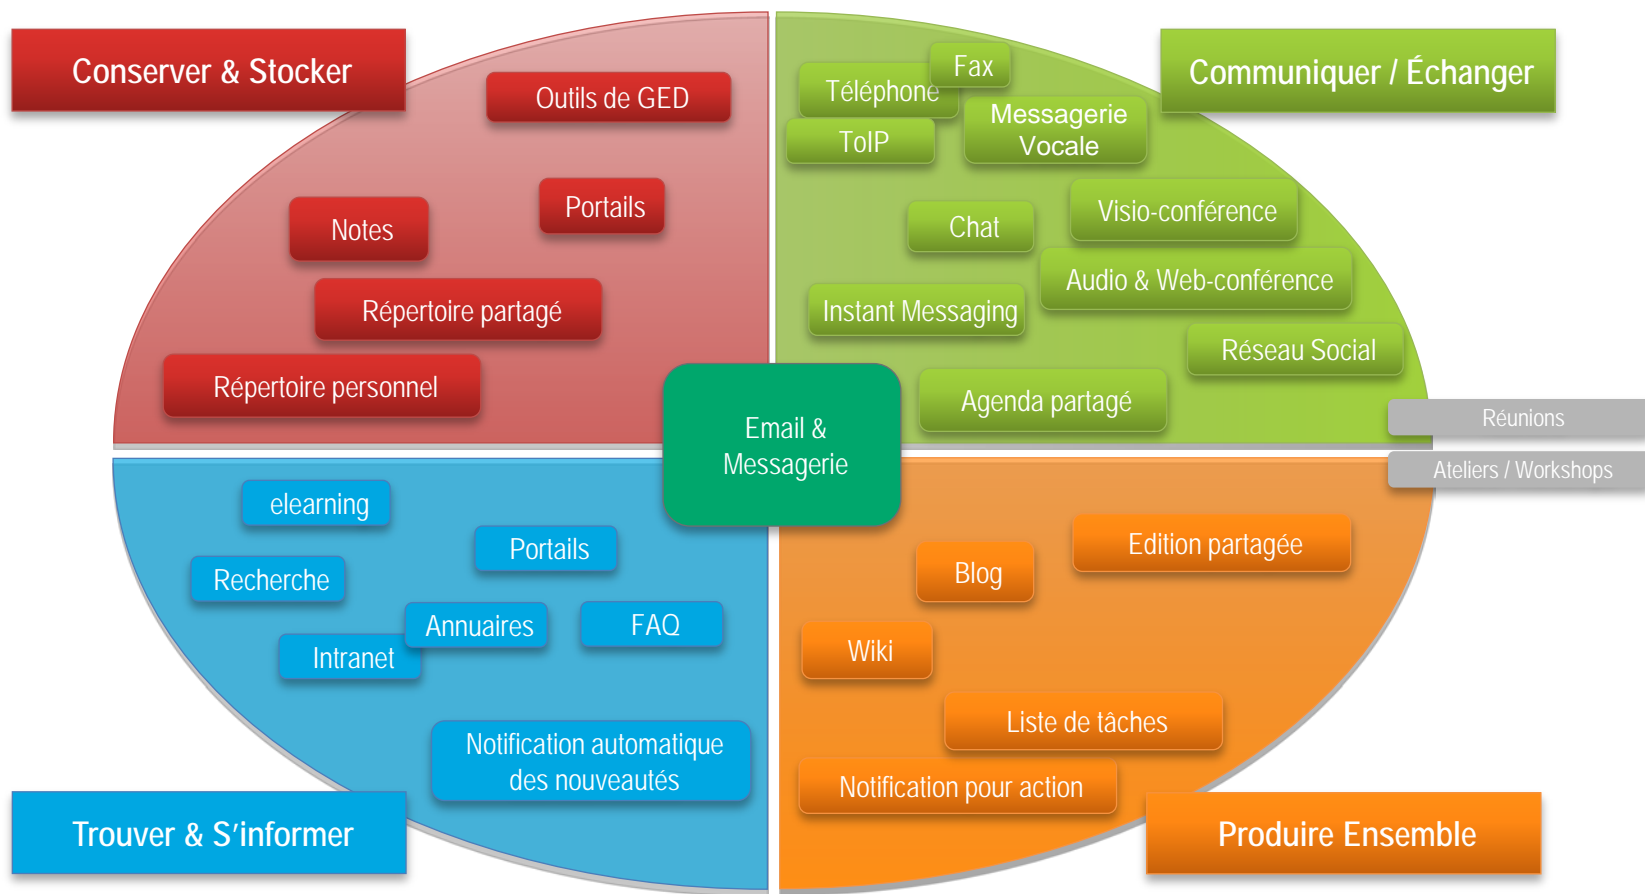 Conserver & Stocker
Outils de GED
Portails
Notes
Répertoire partagé
Répertoire personnel
Communiquer / Échanger
Fax
Téléphone
ToIP
Messagerie
Vocale
Visio-conférence
Chat
Audio & Web-conférence
Instant Messaging
Réseau Social
Agenda partagé
Réunions
Ateliers / Workshops
Email &
Messagerie
elearning
Portails
Recherche
Annuaires
FAQ
Intranet
Notification automatique
des nouveautés
Trouver & S'informer
Edition partagée
Blog
Wiki
Liste de tâches
Notification pour action
Produire Ensemble